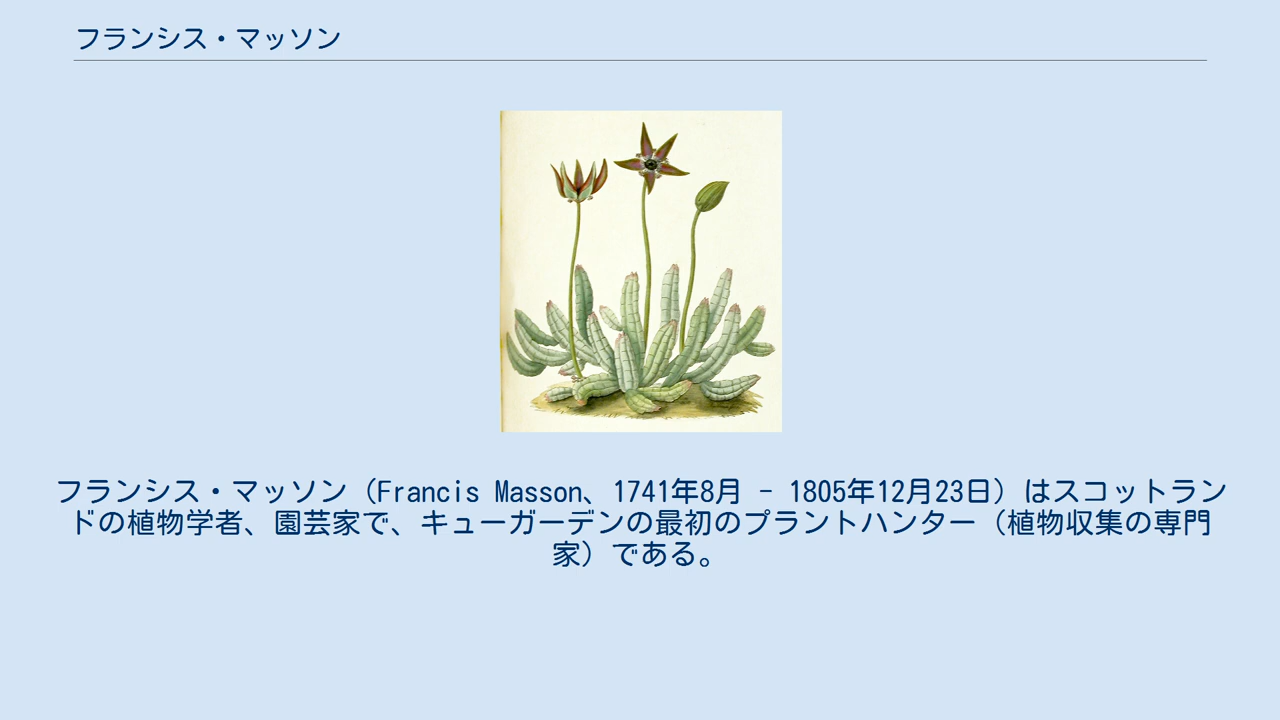 フランシス・マッソン
フランシス・マッソン（Francis Masson、1741年8月 - 1805年12月23日）はスコットラン
ドの植物学者、園芸家で、キューガーデンの最初のプラントハンター（植物収集の専門
家）である。